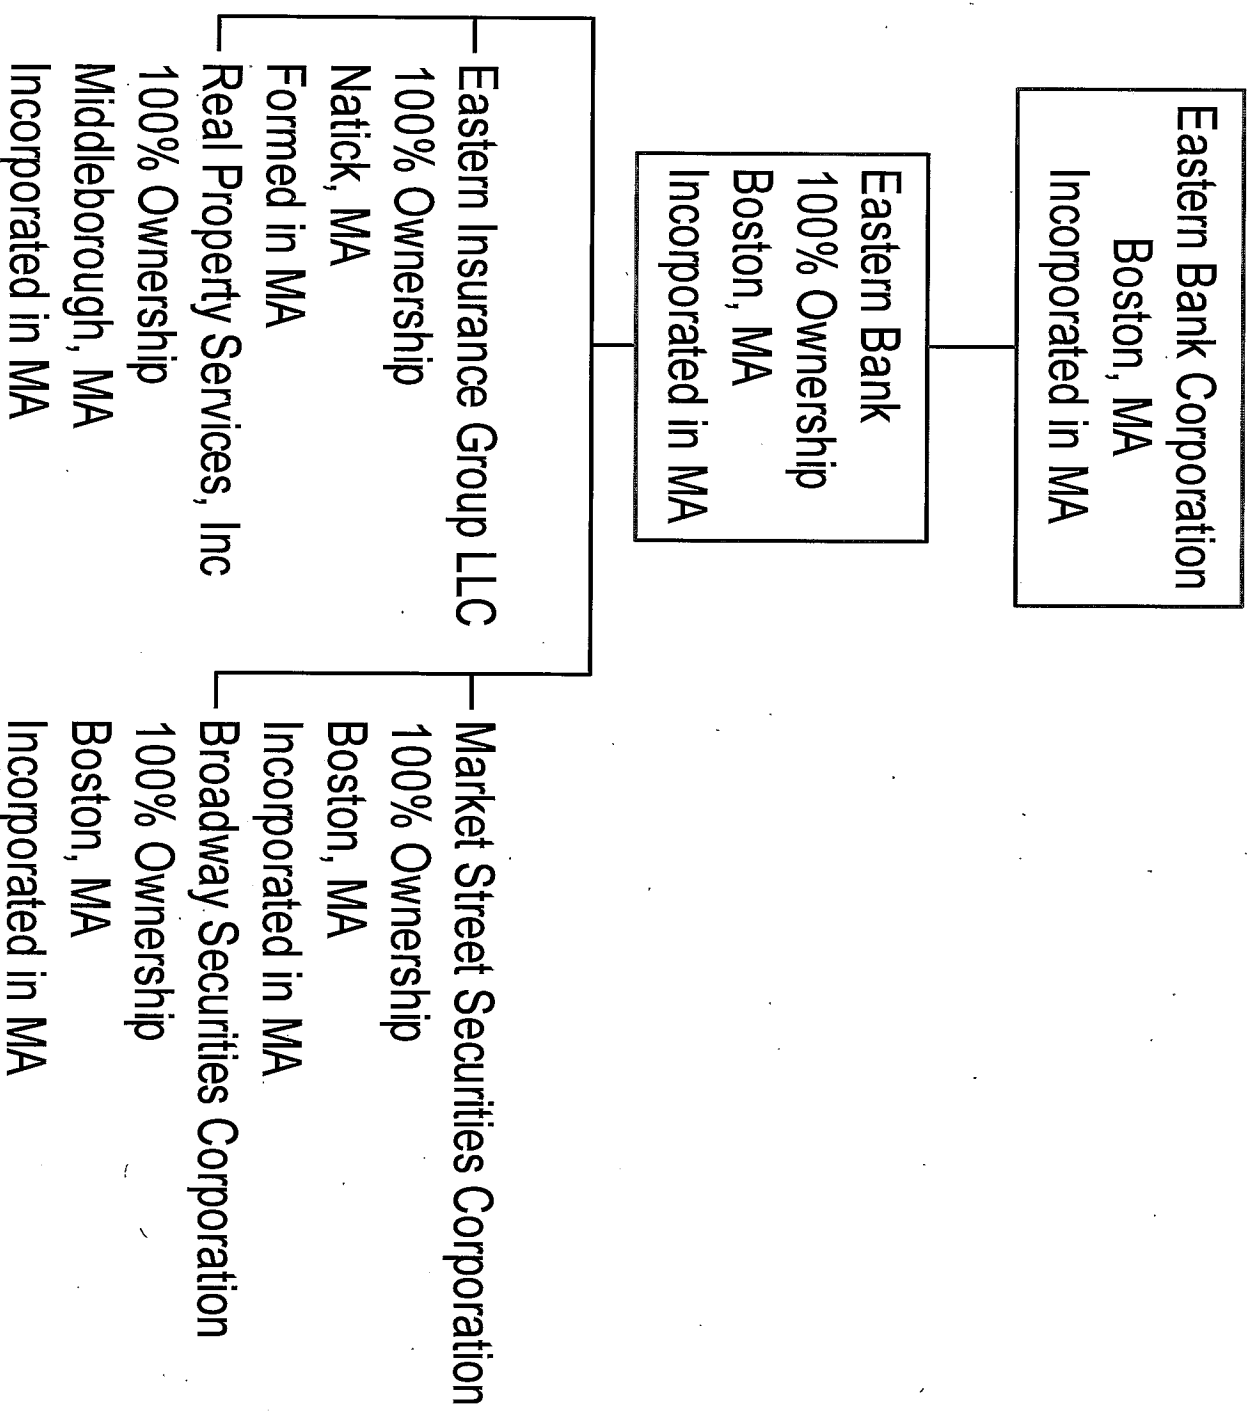 Eastern Bank Corporation
Boston, MA
Incorporated in MA
Eastern Bank
100% Ownership
Boston, MA
Incorporated in MA
Eastern Insurance Group LLC
100% Ownership
Natick, MA
Formed in MA
Real Property Services, Inc
100% Ownership
Middleborough, MA
Incorporated in MA
Market Street Securities Corporation
100% Ownership
Boston, MA
Incorporated in MA
Broadway Securities Corporation
100% Ownership
Boston, MA
Incorporated in MA